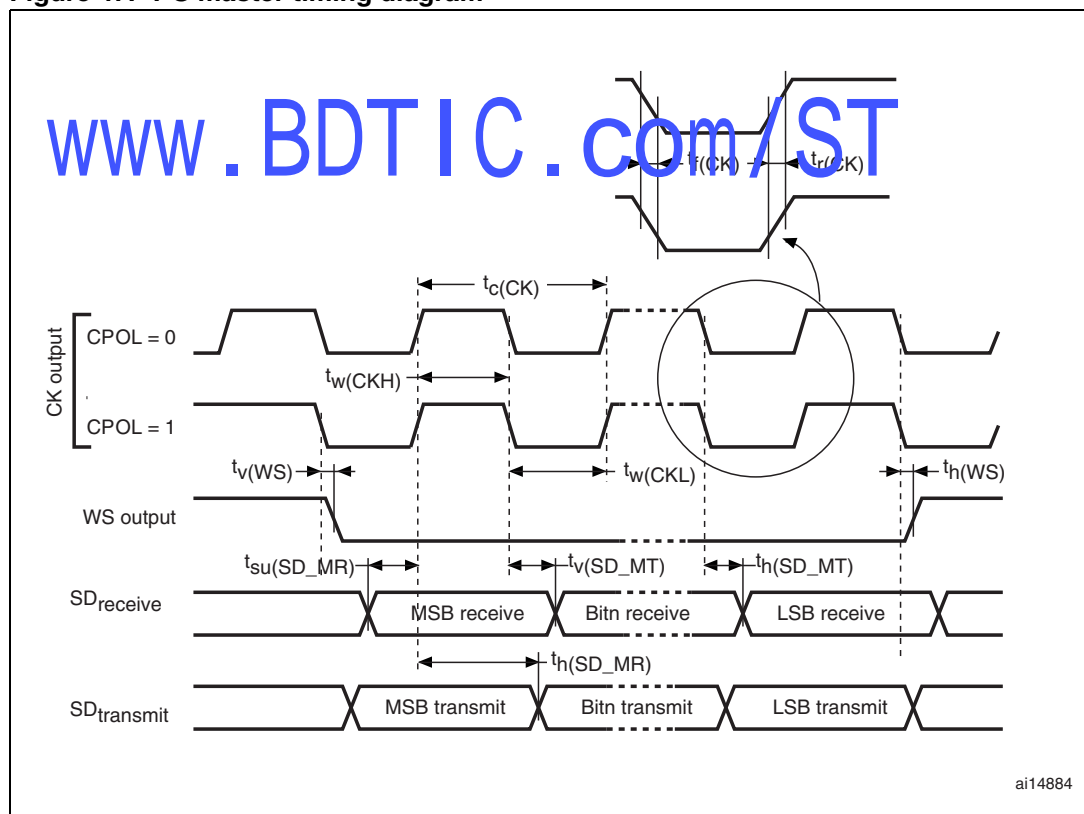 www.BDTIC.com/ST
tf(CK)
tr(CK)
tc(CK)
CK output
CPOL = 0
tw(CKH)
CPOL = 1
tv(WS)
tw(CKL)
th(WS)
WS output
tsu(SD_MR)
tv(SD_MT)
th(SD_MT)
SDreceive
MSB receive
Bitn receive
LSB receive
th(SD_MR)
SDtransmit
MSB transmit
Bitn transmit
LSB transmit
ai14884